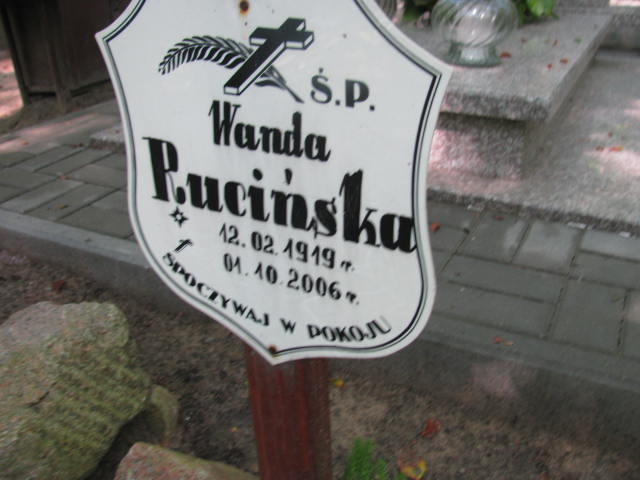 Ś.P.
Wanda
Rucińska
12.02.1919 r.
01.10.2006 r.
SPOCZYWAJ W POKOJU